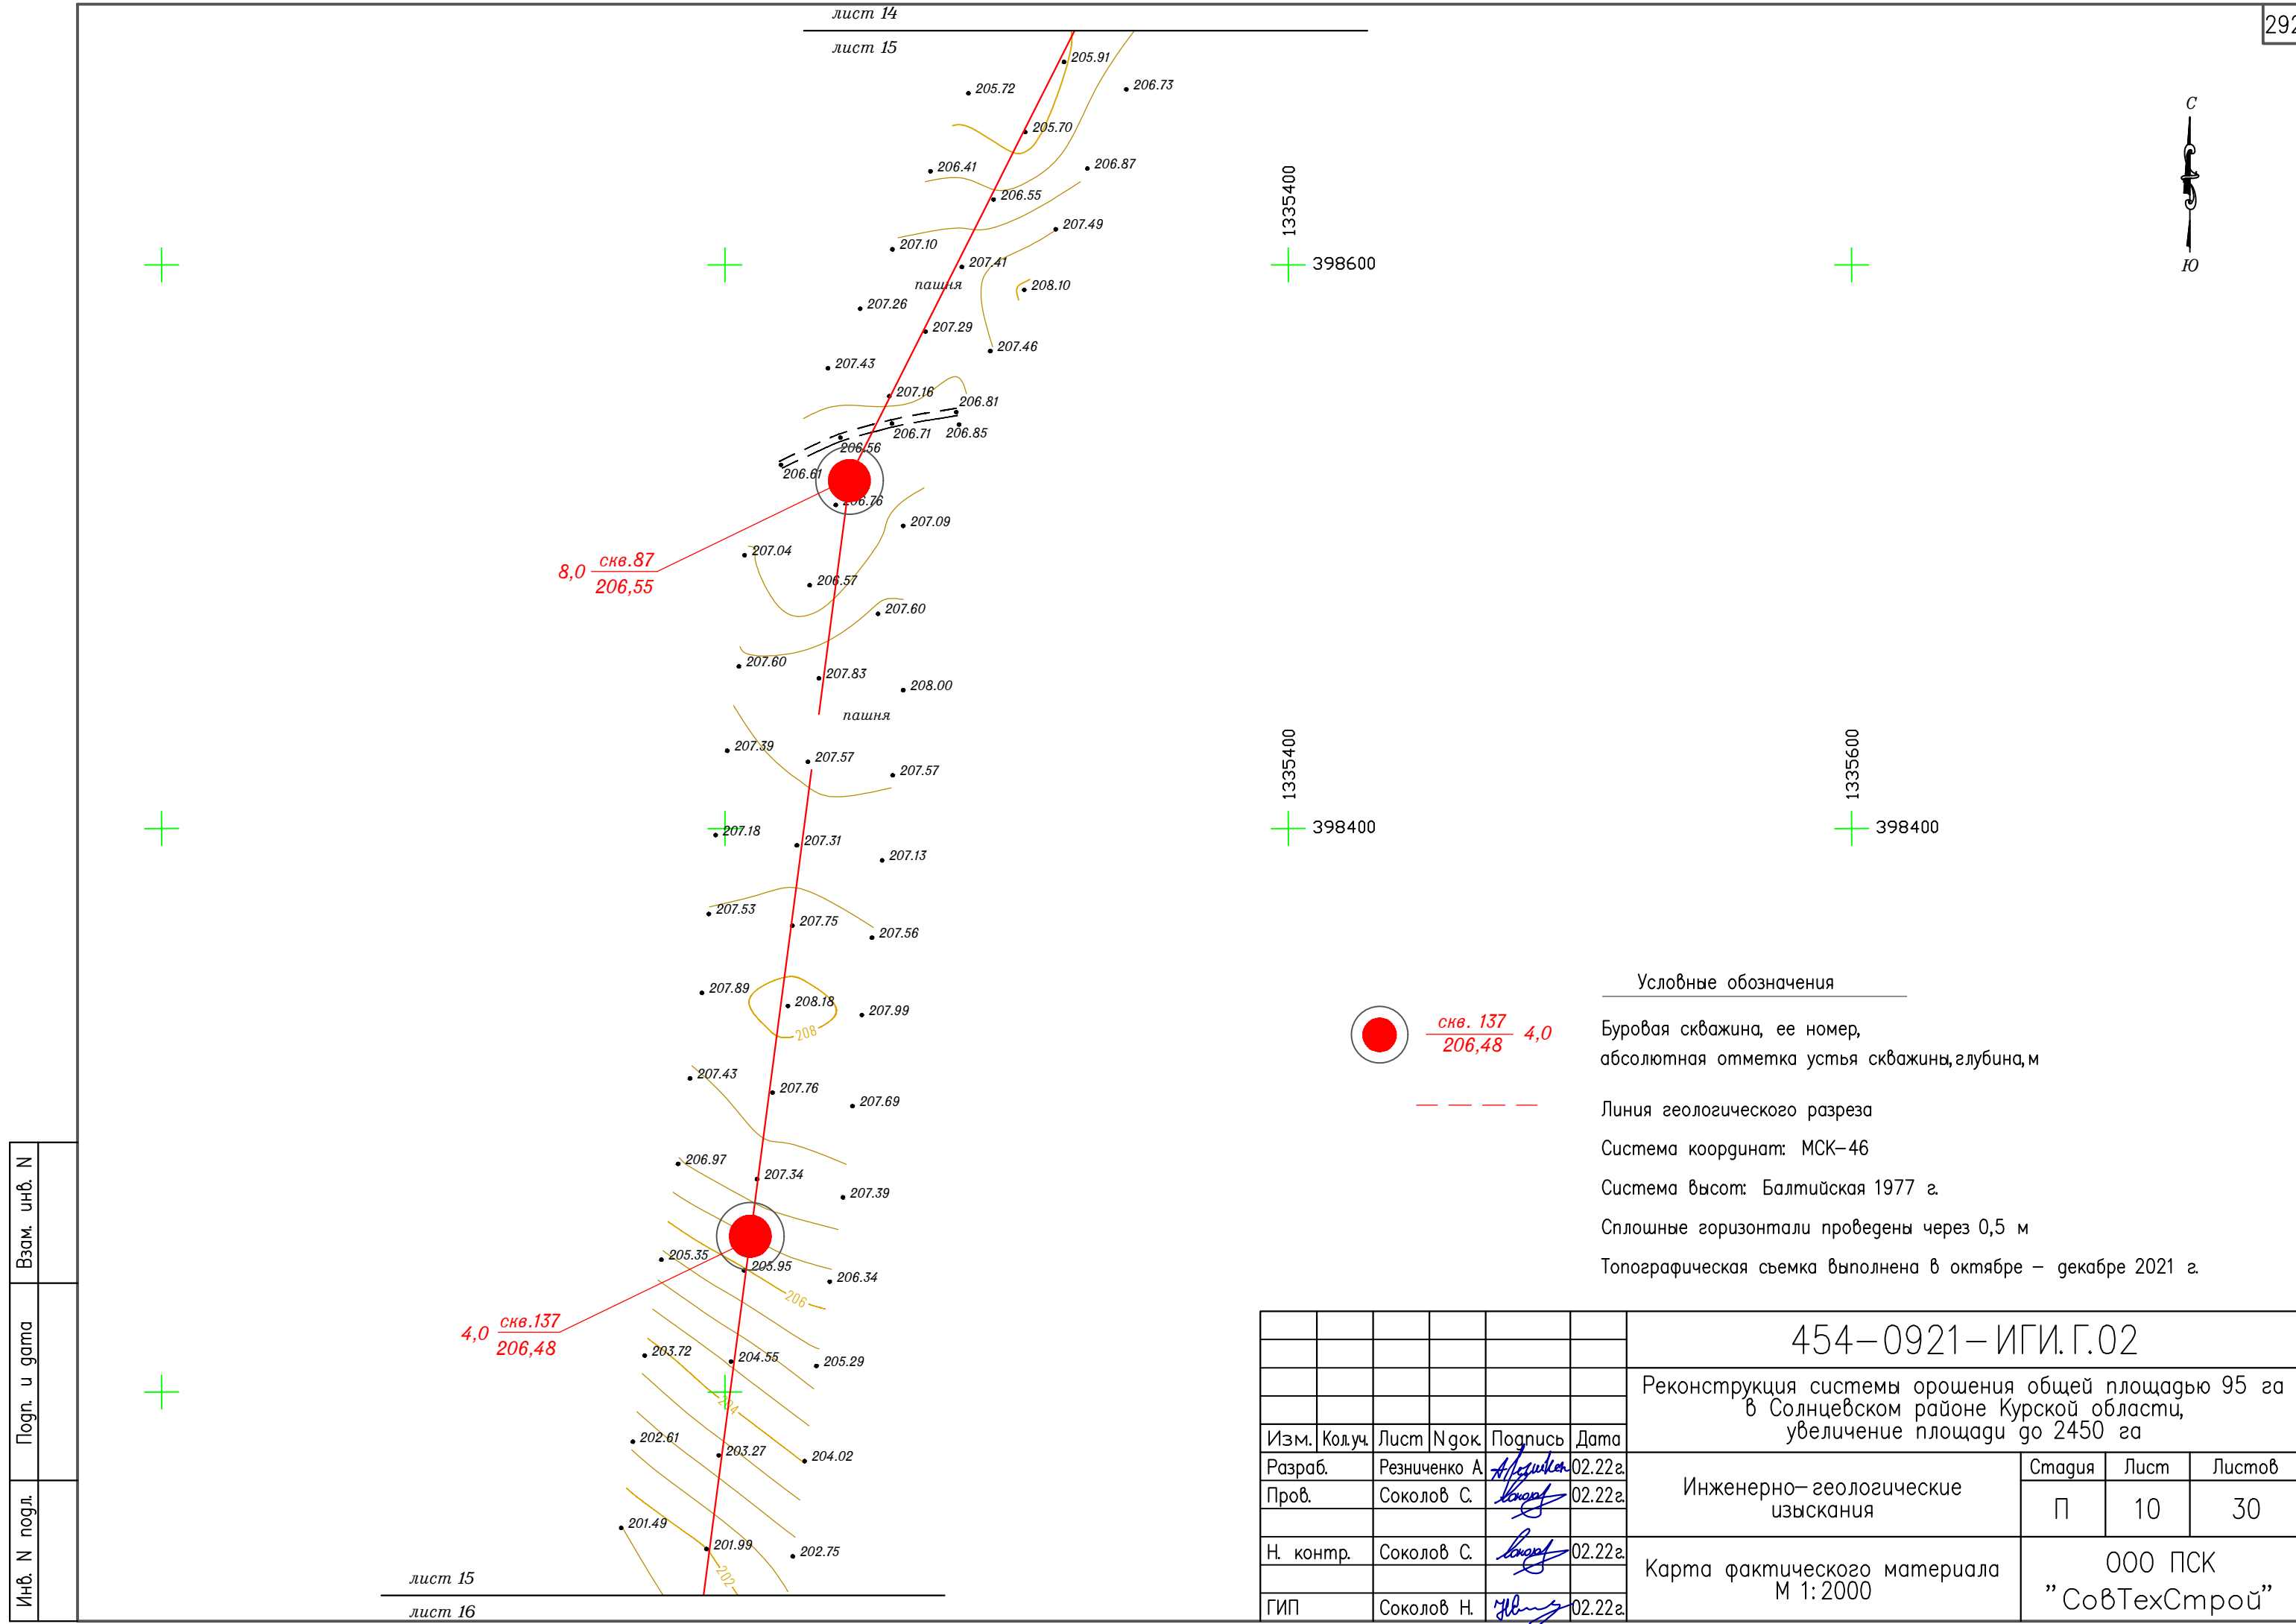 лист 14
лист 15
292
205.91
205.72
206.73
С
205.70
206.41
206.87
206.55
1335400
207.49
207.10
207.41
398600
Ю
пашня
208.10
207.26
207.29
207.46
207.43
207.16
206.81
206.71
206.85
206.56
206.61
206.76
207.09
207.04
скв.87
8,0
206,55
206.57
207.60
207.60
207.83
208.00
пашня
207.39
207.57
207.57
1335400
1335600
207.18
207.31
398400
398400
207.13
207.53
207.75
207.56
207.89
208.18
207.99
208
207.43
207.76
207.69
206.97
207.34
207.39
205.35
205.95
206.34
206
скв.137
4,0
206,48
203.72
204.55
205.29
204
202.61
203.27
204.02
201.49
201.99
202.75
202
лист 15
лист 16
Условные обозначения
скв. 137
206,48
4,0
Буровая скважина, ее номер,
абсолютная отметка устья скважины, глубина, м
Линия геологического разреза
Система координат: МСК-46
Система высот: Балтийская 1977 г.
Сплошные горизонтали проведены через 0,5 м
Топографическая съемка выполнена в октябре - декабре 2021 г.
454-0921-ИГИ.Г.02
Реконструкция системы орошения общей площадью 95 га
в Солнцевском районе Курской области,
увеличение площади до 2450 га
Изм. Кол.уч. Лист N док. Подпись Дата
Разраб. Резниченко А. 02.22г.
Пров. Соколов С. 02.22г.
Н. контр. Соколов С. 02.22г.
ГИП Соколов Н. 02.22г.
Инженерно-геологические
изыскания
Стадия Лист Листов
П 10 30
Карта фактического материала
М 1:2000
ООО ПСК
"СовТехСтрой"
Взам. инв. N
Подп. и дата
Инв. N подл.